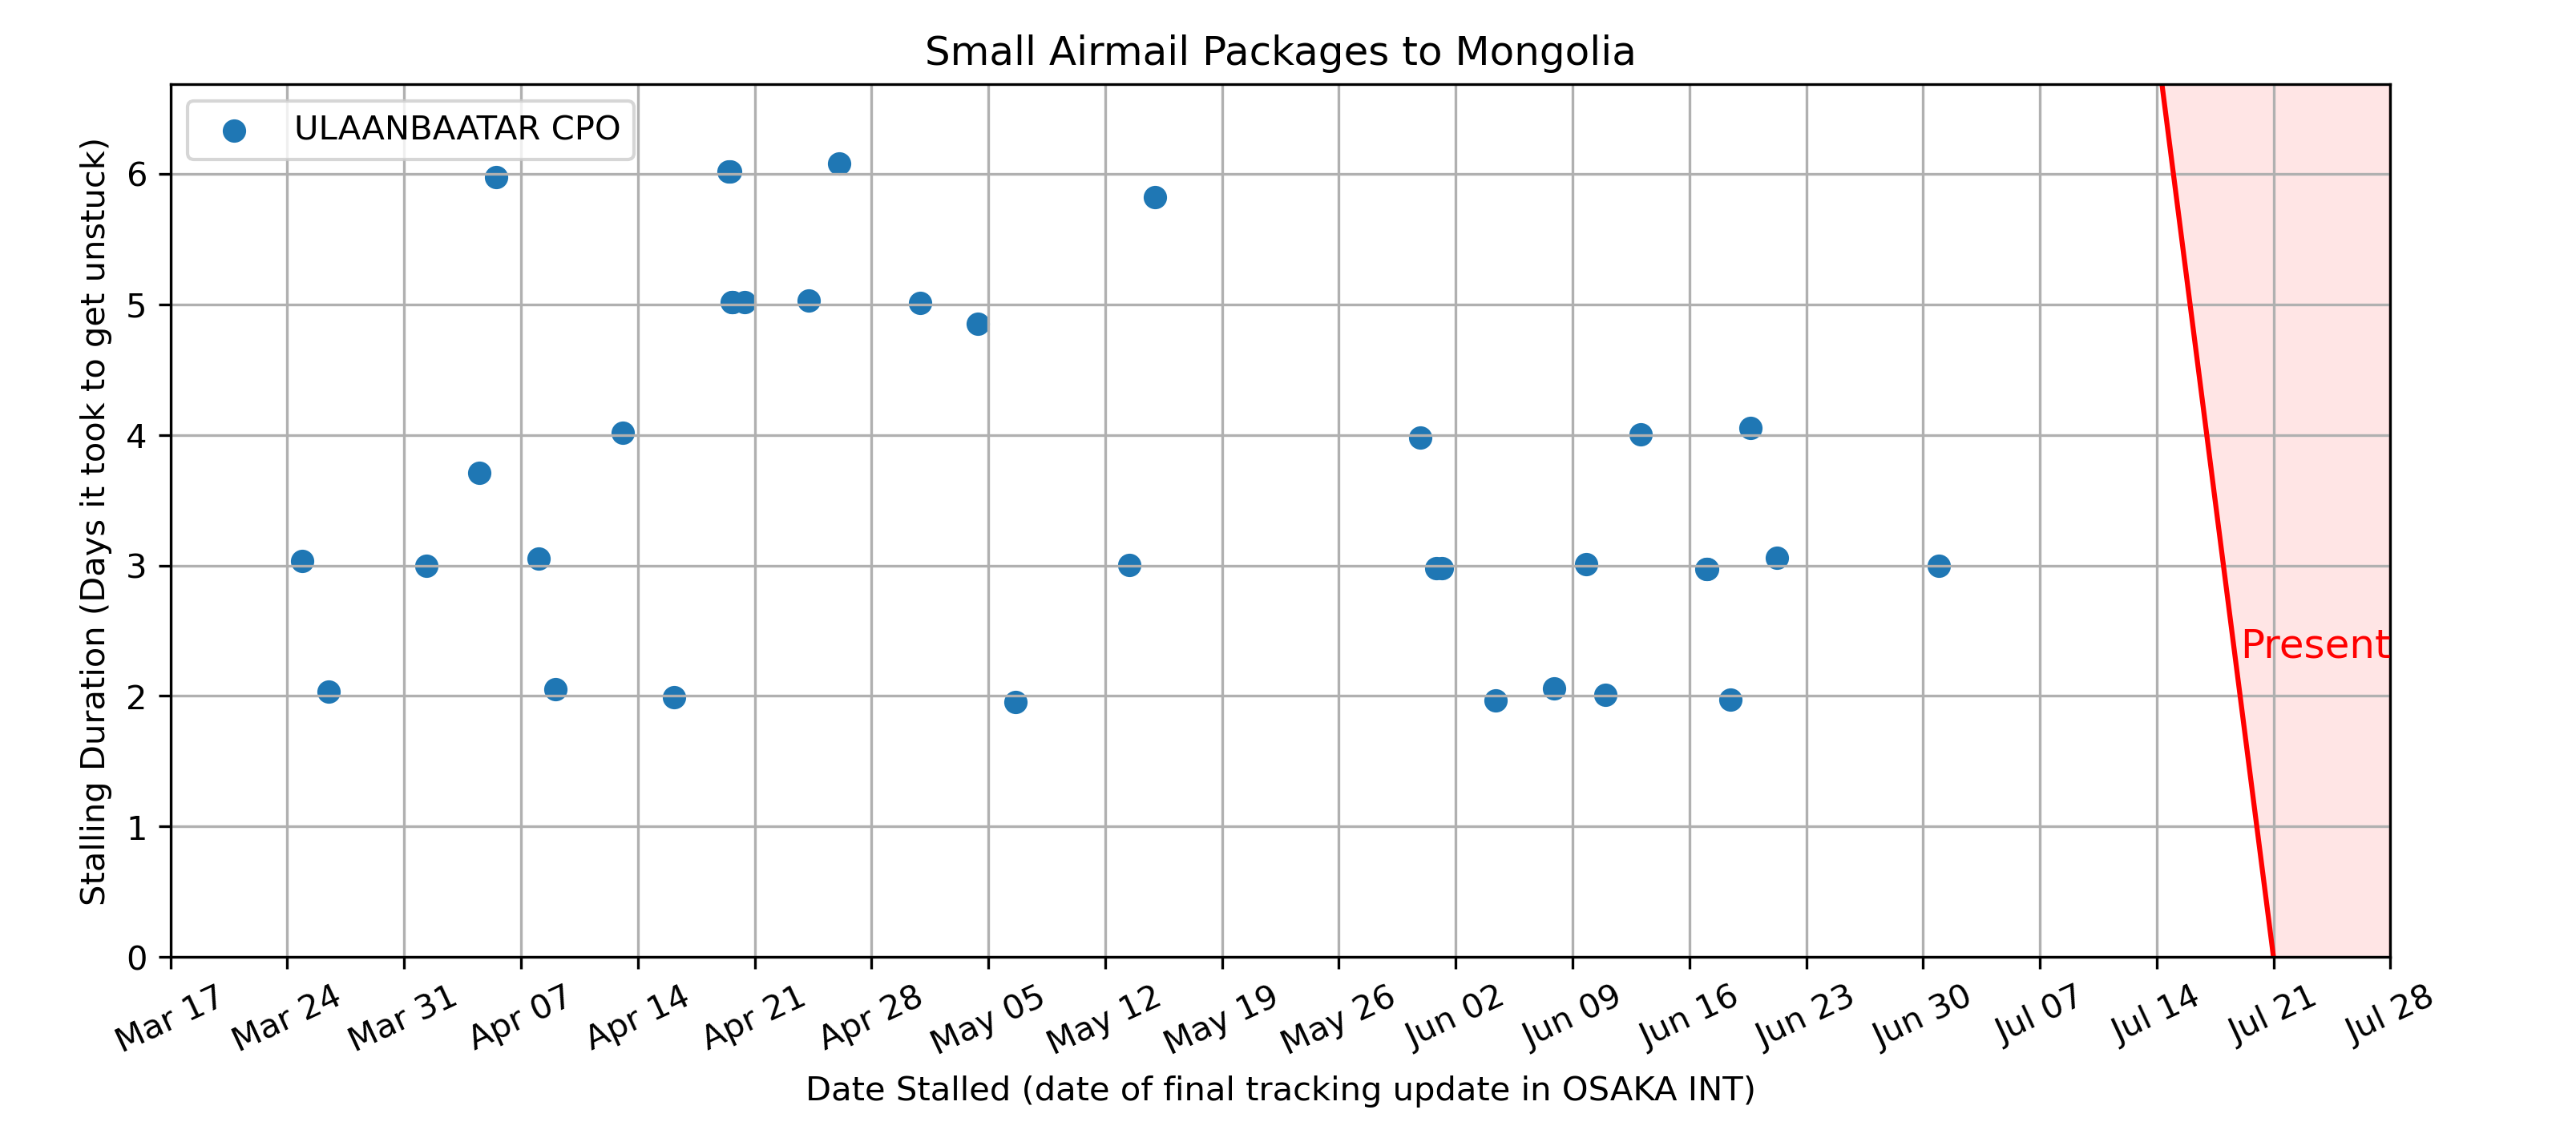 Small Airmail Packages to Mongolia
ULAANBAATAR CPO
Stalling Duration (Days it took to get unstuck)
6
5
4
3
2
1
0
Present
Mar 17
Mar 24
Mar 31
Apr 07
Apr 14
Apr 21
Apr 28
May 05
May 12
May 19
May 26
Jun 02
Jun 09
Jun 16
Jun 23
Jun 30
Jul 07
Jul 14
Jul 21
Jul 28
Date Stalled (date of final tracking update in OSAKA INT)